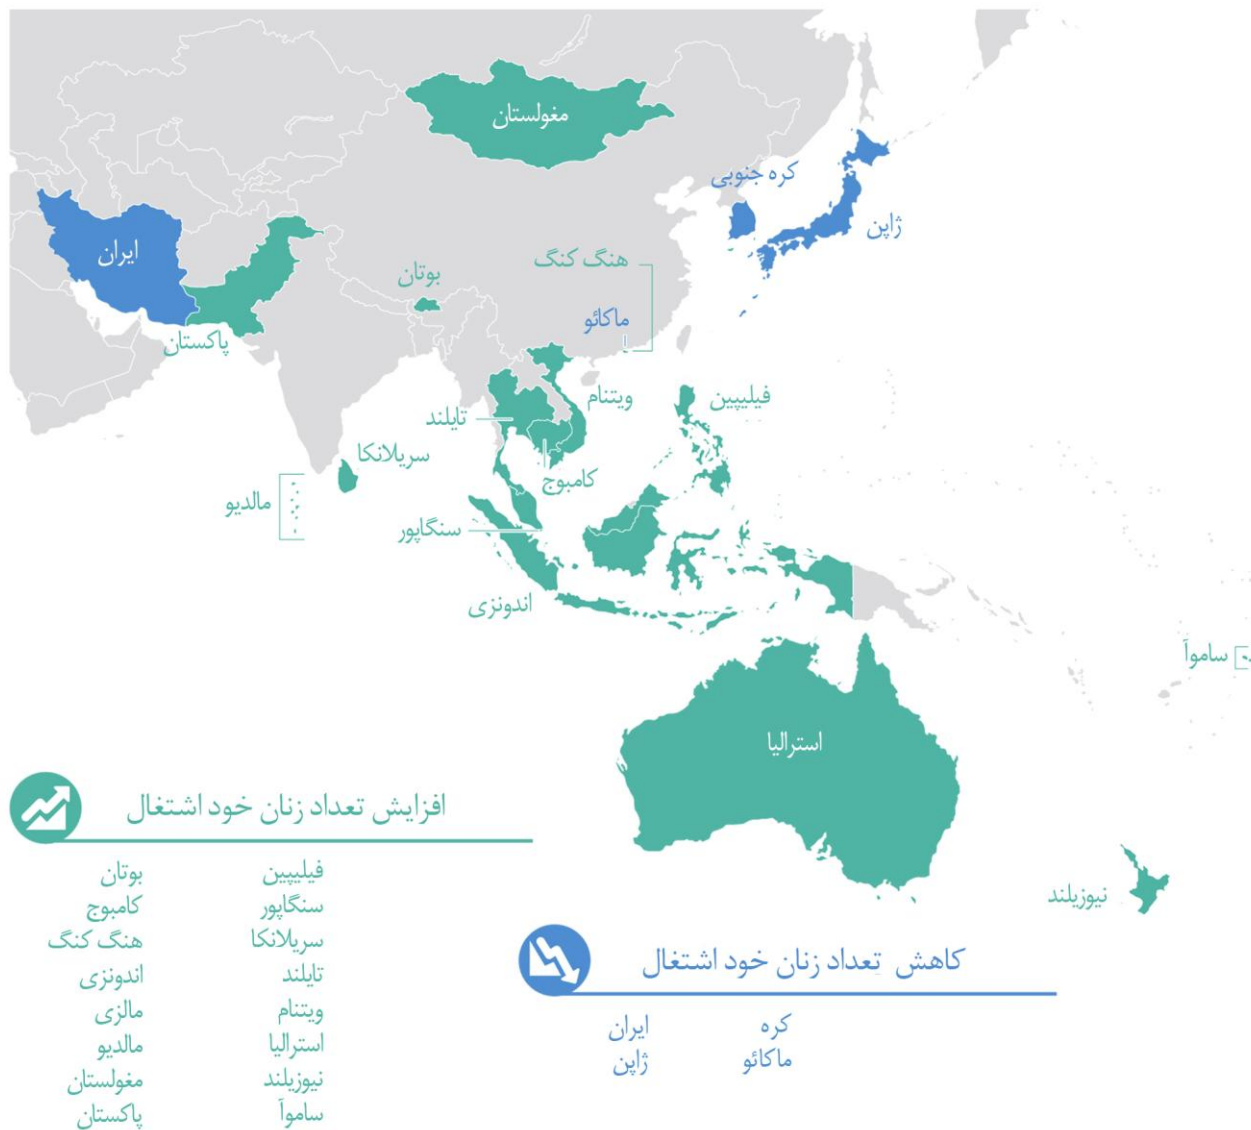 مغولستان
کره جنوبی
ژاپن
ایران
هنگ کنگ
بوتان
ماکائو
پاکستان
ویتنام
فیلیپین
تایلند
سریلانکا
کامبوج
مالدیو
سنگاپور
اندونزی
ساموآ
استرالیا
نیوزیلند
افزایش تعداد زنان خود اشتغال
فیلیپین بوتان
سنگاپور کامبوج
سریلانکا هنگ کنگ
تایلند اندونزی
ویتنام مالزی
استرالیا مالدیو
نیوزیلند مغولستان
ساموآ پاکستان
کاهش تعداد زنان خود اشتغال
کره ایران
ماکائو ژاپن